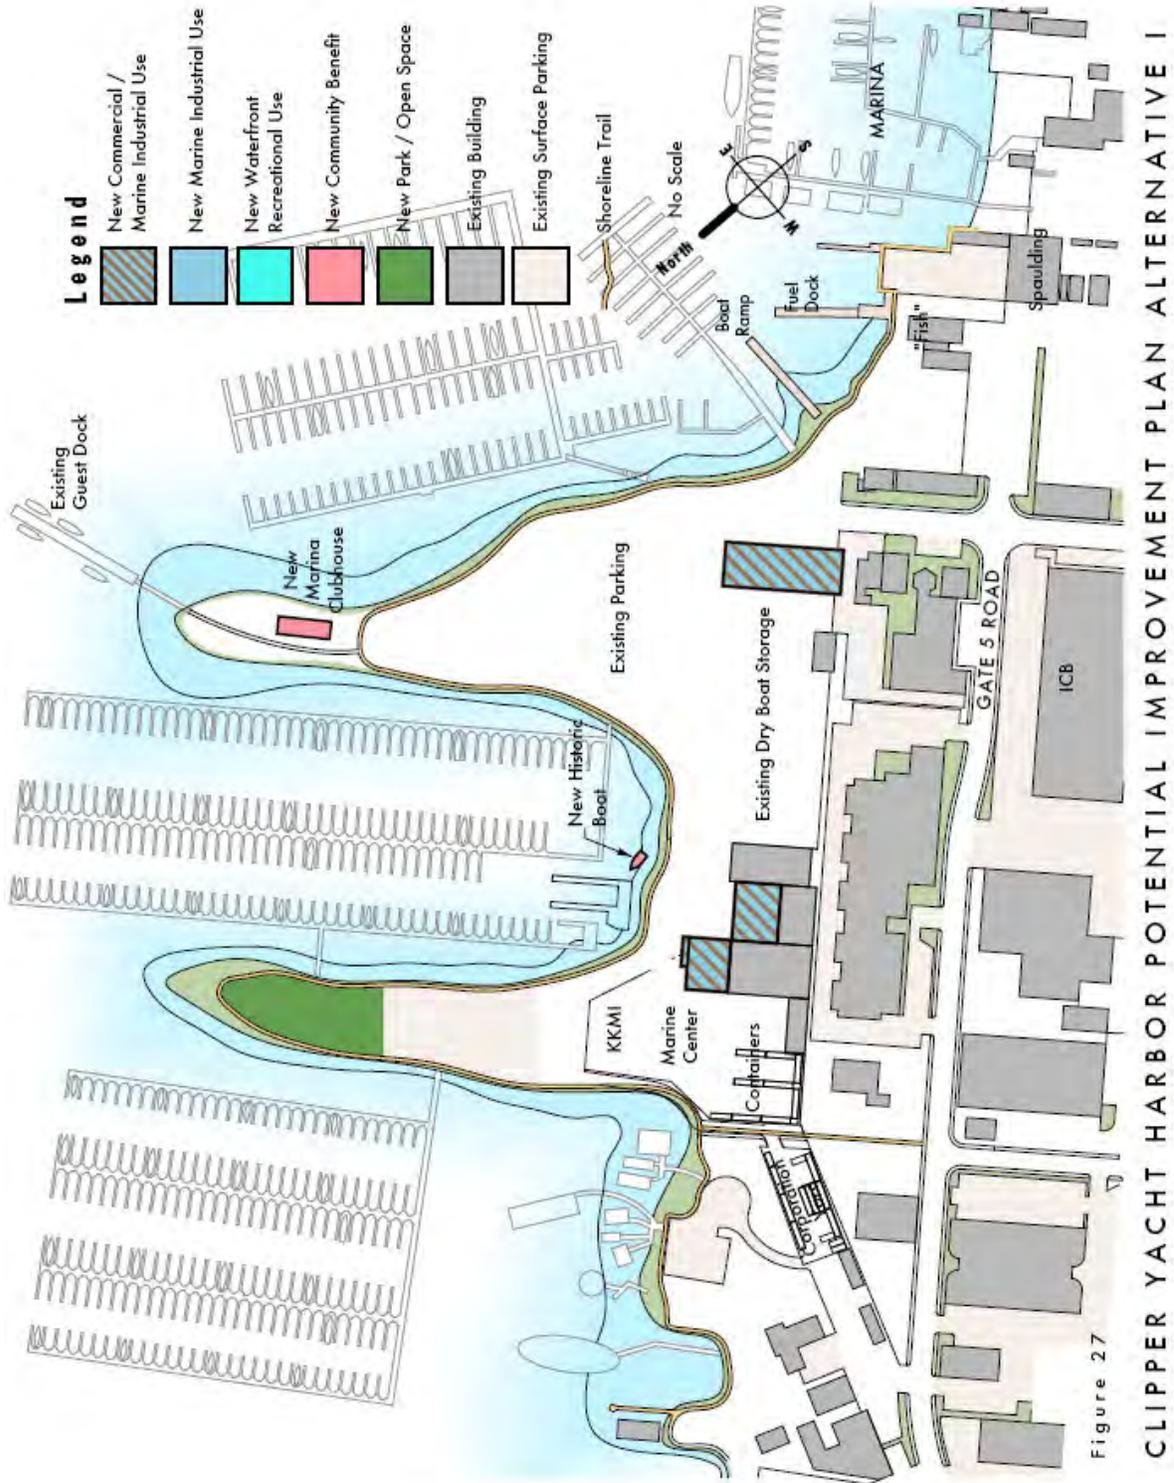 Legend
New Commercial /
Marine Industrial Use
New Marine Industrial Use
New Waterfront
Recreational Use
New Community Benefit
New Park / Open Space
Existing Building
Existing Surface Parking
Shoreline Trail
No Scale
North
E
S
W
MARINA
Existing
Guest Dock
New
Marina
Clubhouse
Boat
Ramp
Fuel
Dock
"Fish"
Spaulding
Existing Parking
New Historic
Boat
Existing Dry Boat Storage
KKMI
Marine
Center
Containers
Corporation
GATE 5 ROAD
ICB
Figure 27
CLIPPER YACHT HARBOR POTENTIAL IMPROVEMENT PLAN ALTERNATIVE I